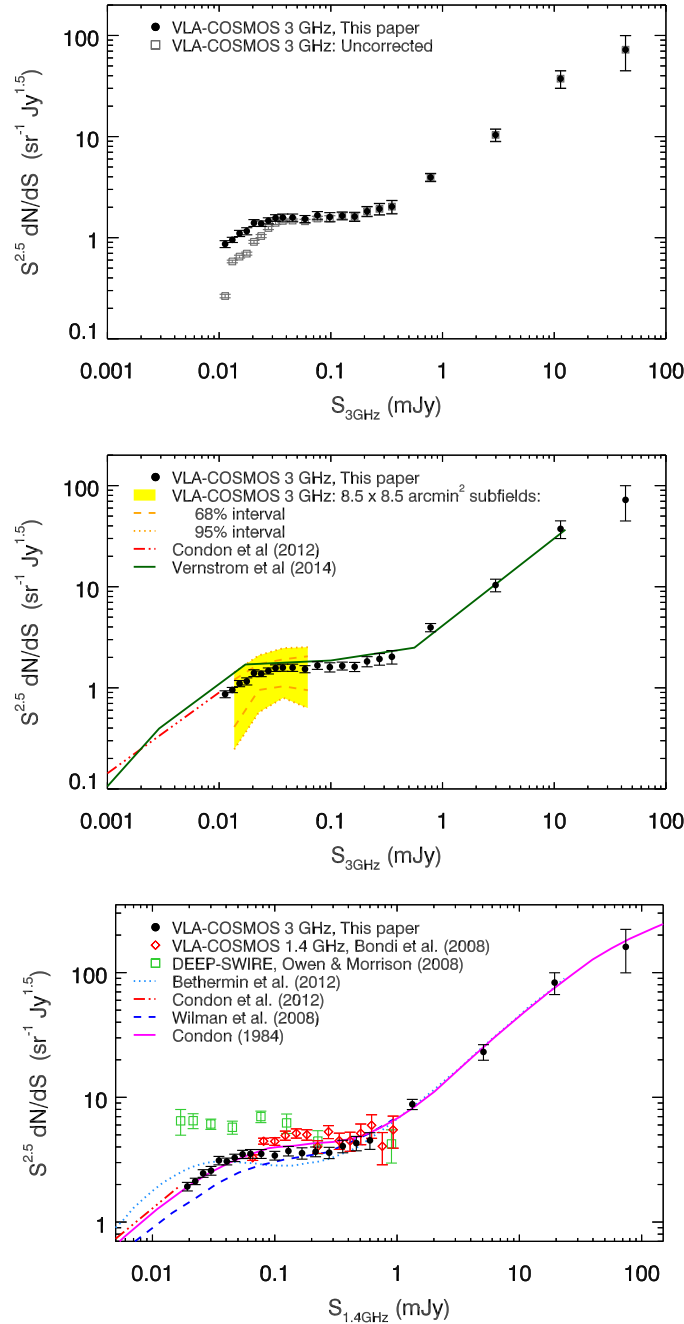 100
10
1
0.1
S^2.5 dN/dS (sr^-1 Jy^1.5)
VLA-COSMOS 3 GHz, This paper
VLA-COSMOS 3 GHz: Uncorrected
0.001 0.01 0.1 1 10 100
S_3GHz (mJy)
100
10
1
0.1
S^2.5 dN/dS (sr^-1 Jy^1.5)
VLA-COSMOS 3 GHz, This paper
VLA-COSMOS 3 GHz: 8.5 x 8.5 arcmin^2 subfields:
68% interval
95% interval
Condon et al (2012)
Vernstrom et al (2014)
0.001 0.01 0.1 1 10 100
S_3GHz (mJy)
100
10
1
S^2.5 dN/dS (sr^-1 Jy^1.5)
VLA-COSMOS 3 GHz, This paper
VLA-COSMOS 1.4 GHz, Bondi et al. (2008)
DEEP-SWIRE, Owen & Morrison (2008)
Bethermin et al. (2012)
Condon et al. (2012)
Wilman et al. (2008)
Condon (1984)
0.01 0.1 1 10 100
S_1.4GHz (mJy)